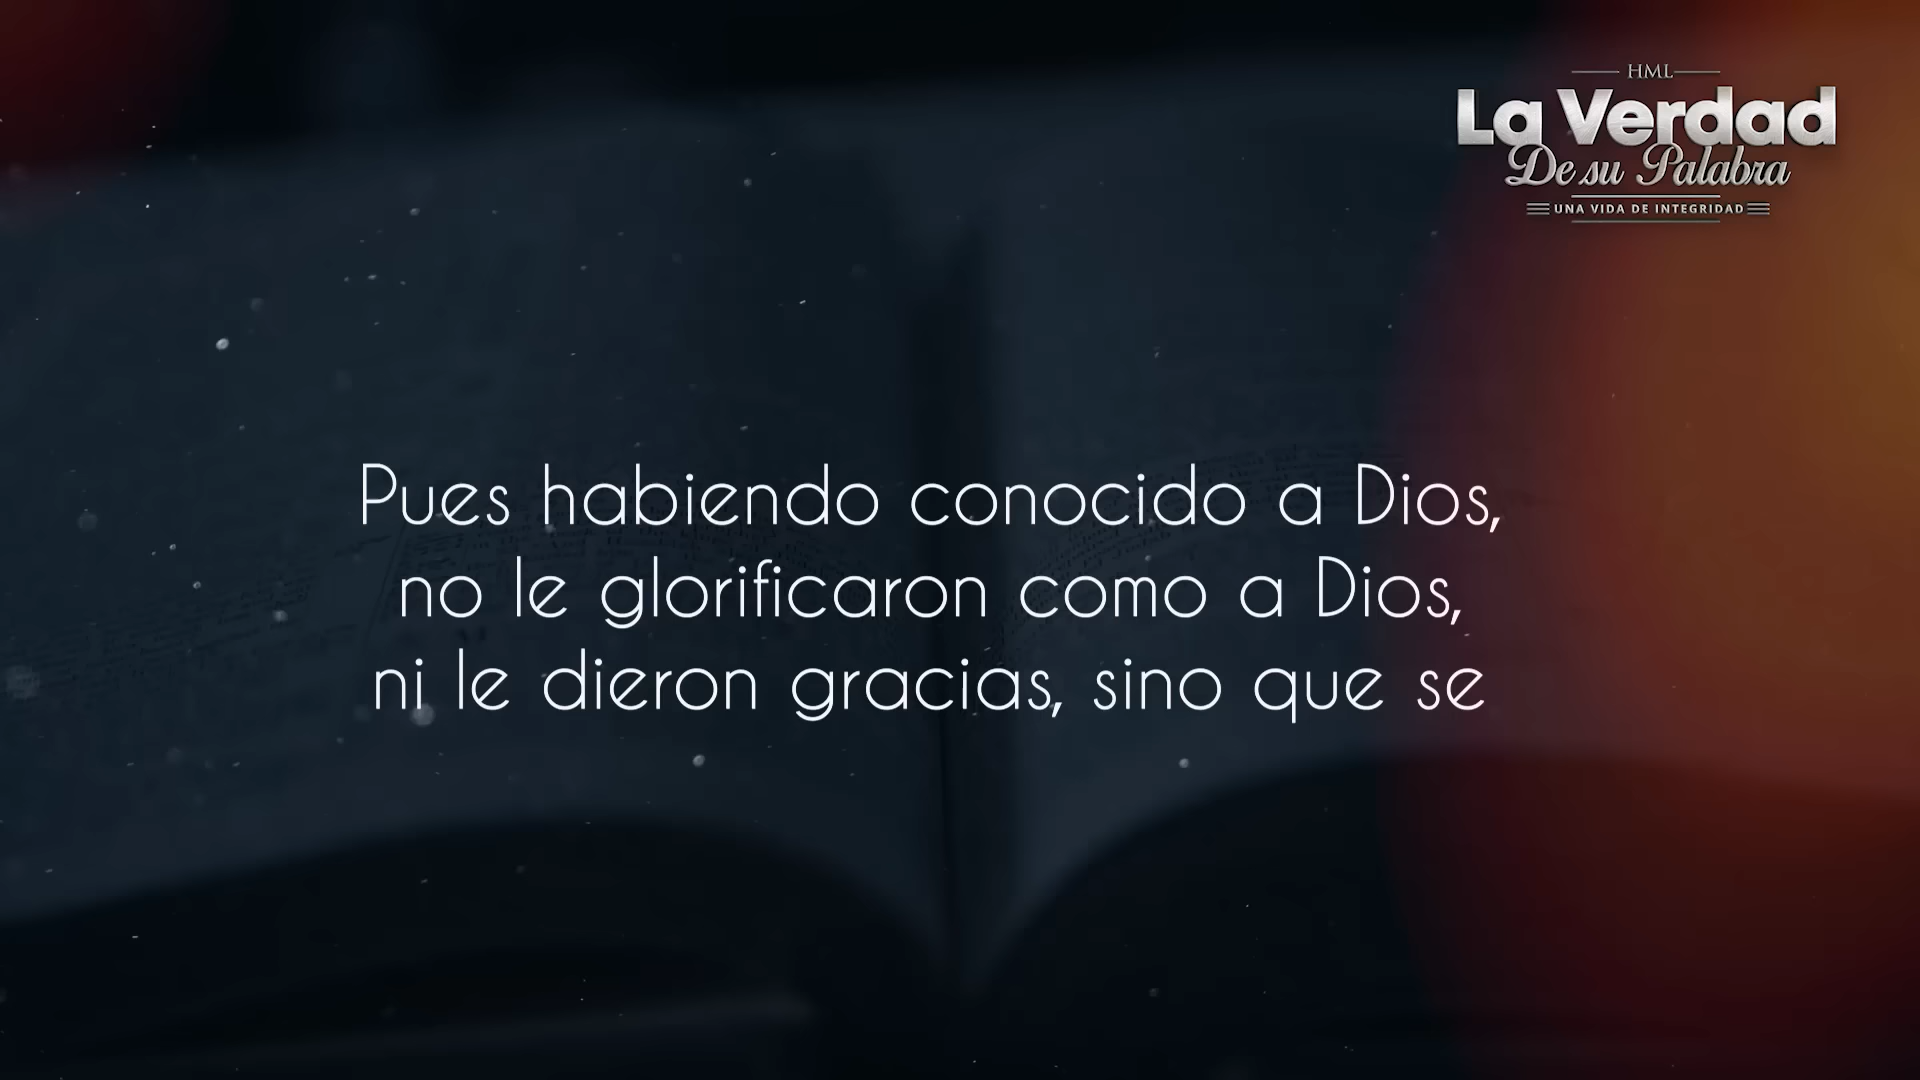 HML
La Verdad
De su Palabra
UNA VIDA DE INTEGRIDAD
Pues habiendo conocido a Dios,
no le glorificaron como a Dios,
ni le dieron gracias, sino que se